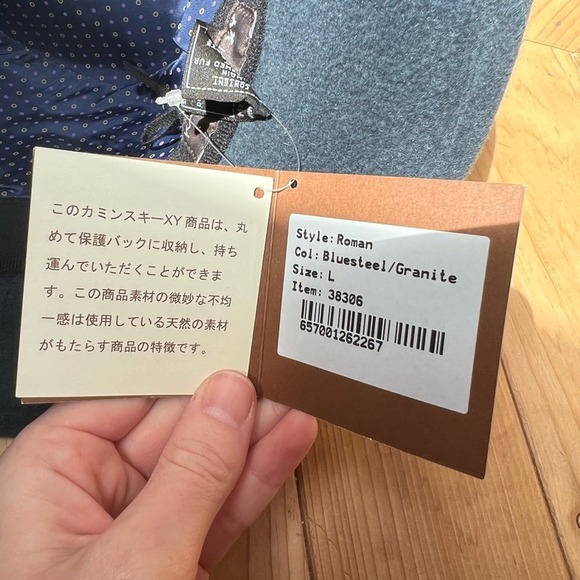 このカミンスキーXY 商品は、丸
めて保護バックに収納し、持ち
運んでいただくことができま
す。この商品素材の微妙な不均
一感は使用している天然の素材
がもたらす商品の特徴です。
Style: Roman
Col: Bluesteel/Granite
Size: L
Item: 38306
657001262267